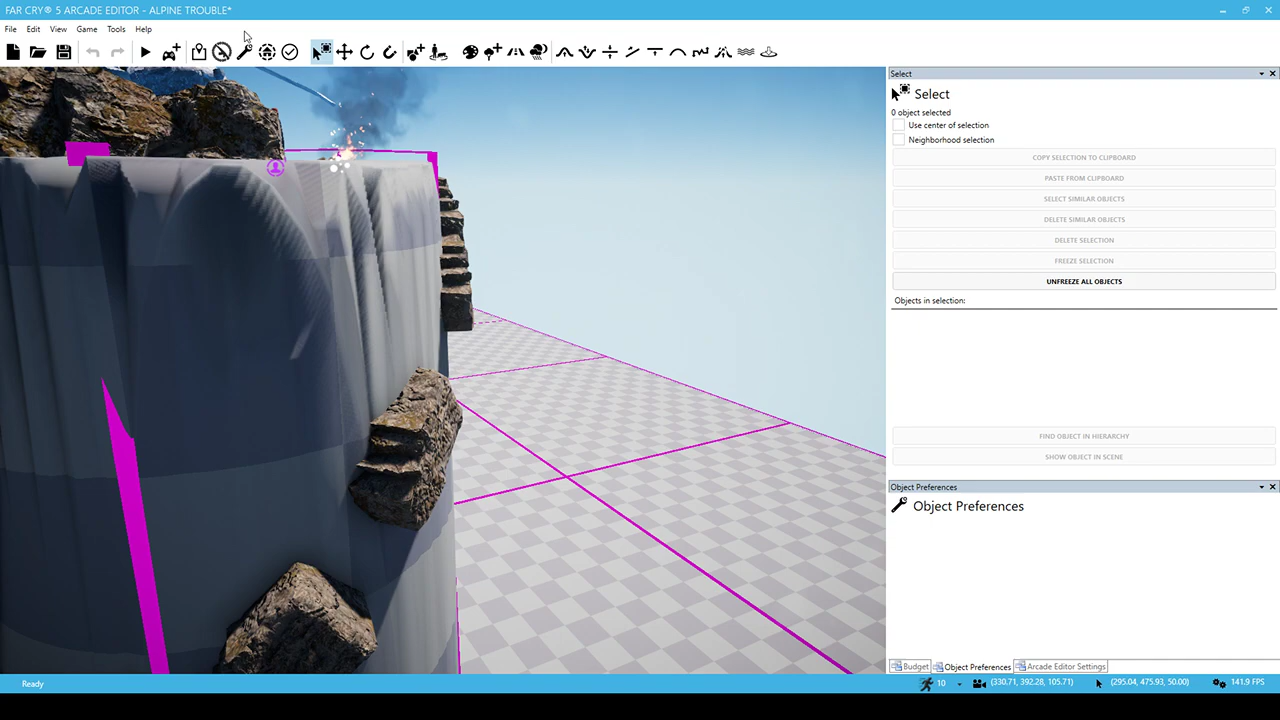 FAR CRY® 5 ARCADE EDITOR - ALPINE TROUBLE*
File Edit View Game Tools Help
Select
Select
0 object selected
Use center of selection
Neighborhood selection
COPY SELECTION TO CLIPBOARD
PASTE FROM CLIPBOARD
SELECT SIMILAR OBJECTS
DELETE SIMILAR OBJECTS
DELETE SELECTION
FREEZE SELECTION
UNFREEZE ALL OBJECTS
Objects in selection:
FIND OBJECT IN HIERARCHY
SHOW OBJECT IN SCENE
Object Preferences
Object Preferences
Budget Object Preferences Arcade Editor Settings
Ready 10 (330.71, 392.28, 105.71) (295.04, 475.93, 50.00) 141.9 FPS